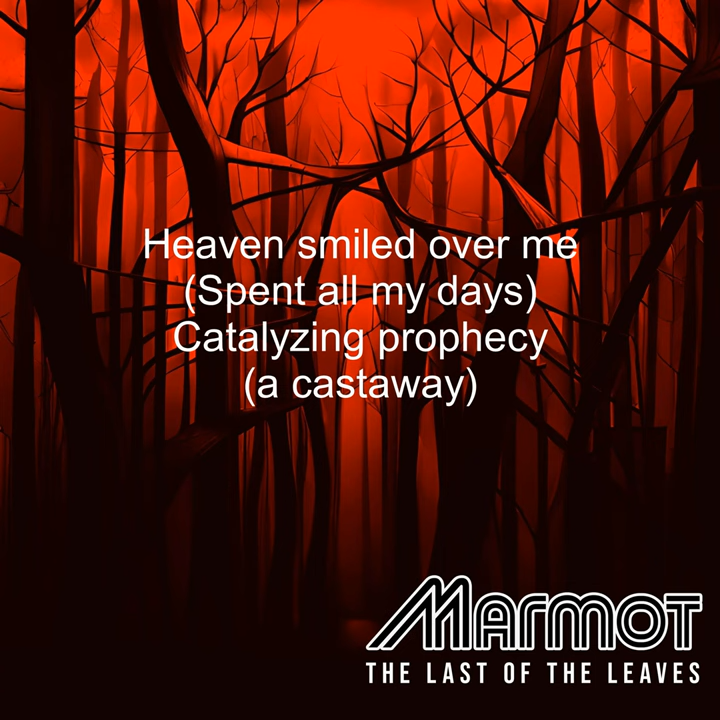 Heaven smiled over me
(Spent all my days)
Catalyzing prophecy
(a castaway)
Marmot
THE LAST OF THE LEAVES